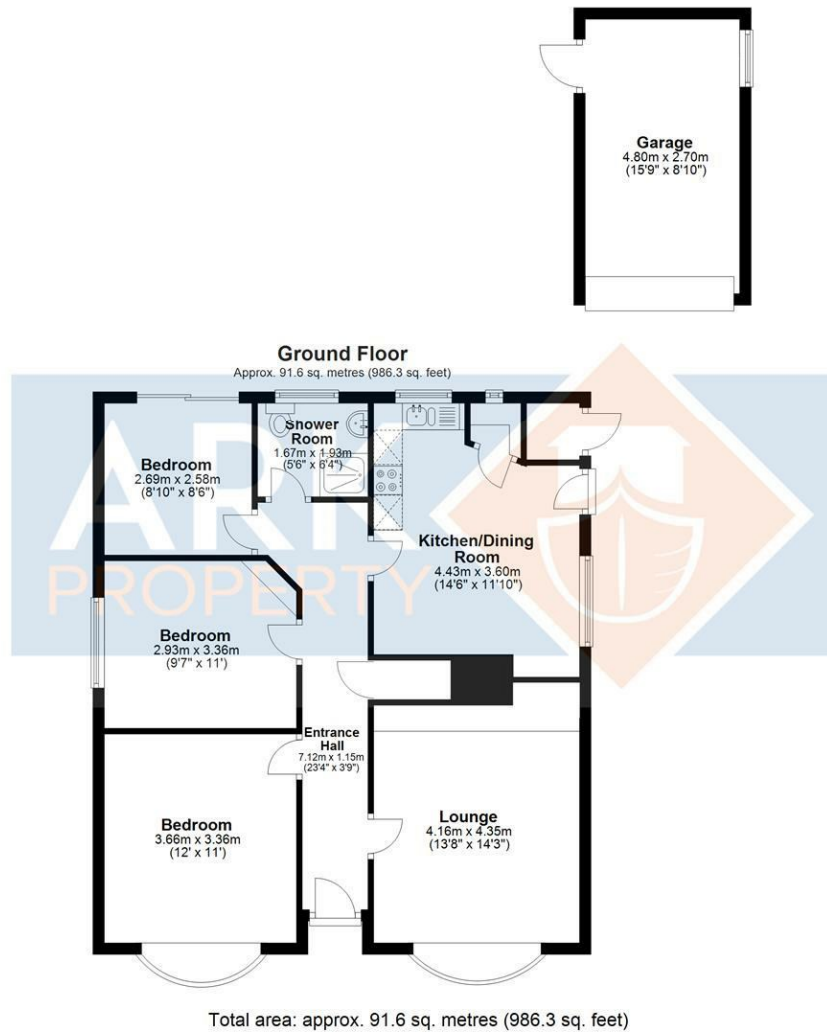 Garage
4.80m x 2.70m
(15'9" x 8'10")
Ground Floor
Approx. 91.6 sq. metres (986.3 sq. feet)
Shower
Room
1.67m x 1.93m
(5'6" x 6'4")
Bedroom
2.69m x 2.58m
(8'10" x 8'6")
Kitchen/Dining
Room
4.43m x 3.60m
(14'6" x 11'10")
ARK
PROPERTY
Bedroom
2.93m x 3.36m
(9'7" x 11')
Entrance
Hall
7.12m x 1.15m
(23'4" x 3'9")
Bedroom
3.66m x 3.36m
(12' x 11')
Lounge
4.16m x 4.35m
(13'8" x 14'3")
Total area: approx. 91.6 sq. metres (986.3 sq. feet)